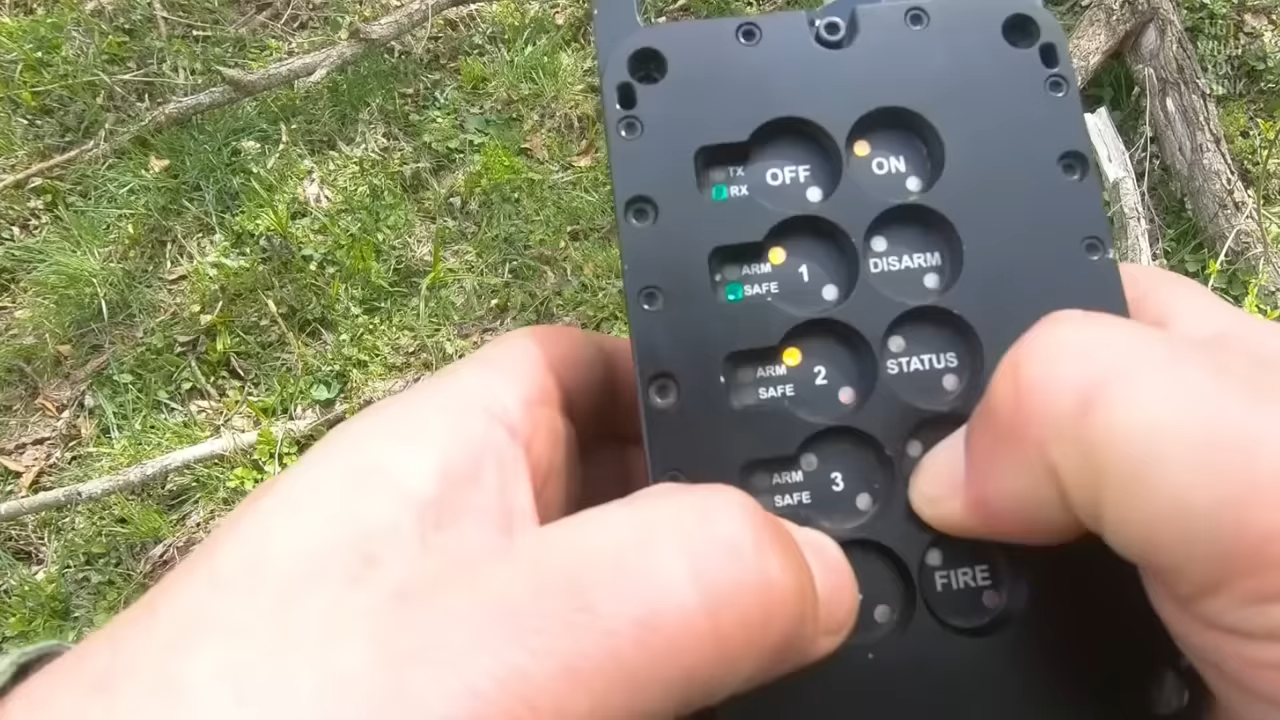 TX
RX OFF ON
ARM
SAFE 1 DISARM
ARM
SAFE 2 STATUS
ARM
SAFE 3
FIRE